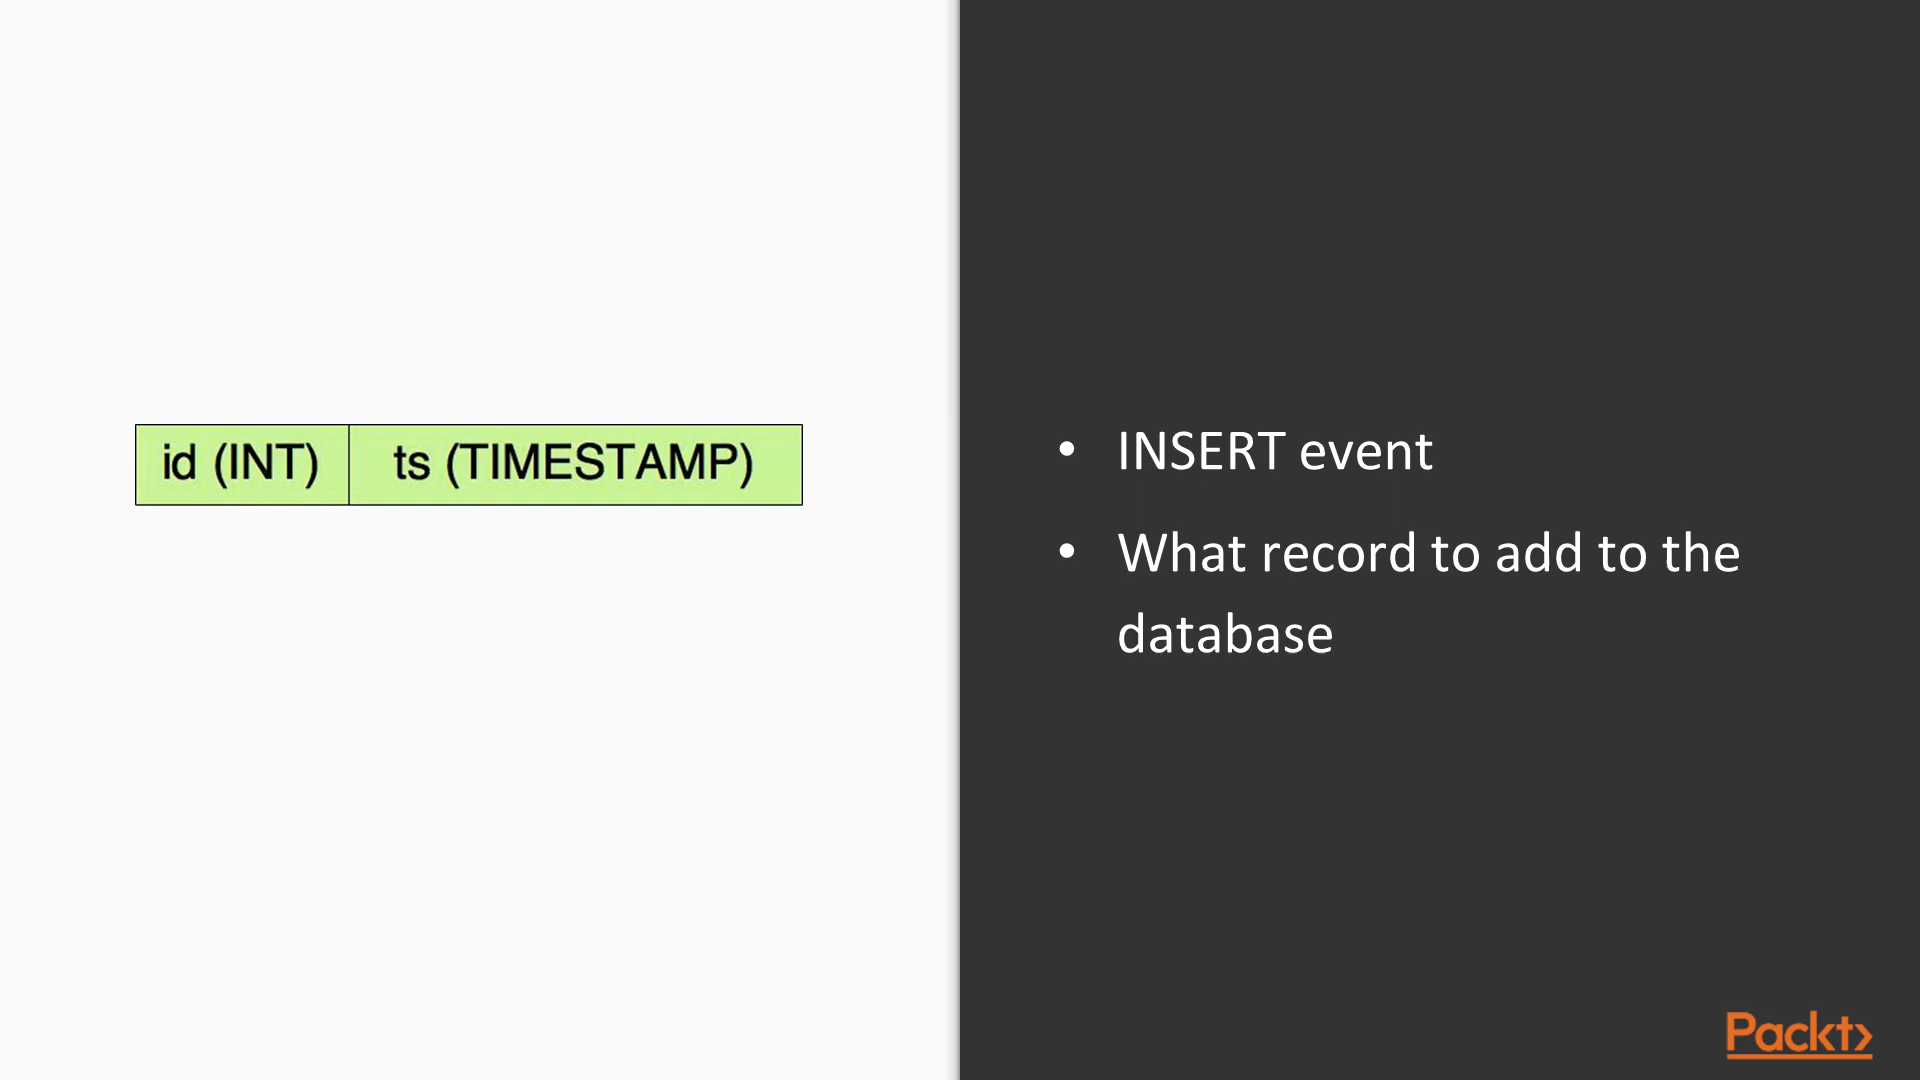 id (INT) ts (TIMESTAMP)
• INSERT event
• What record to add to the
database
Packt>